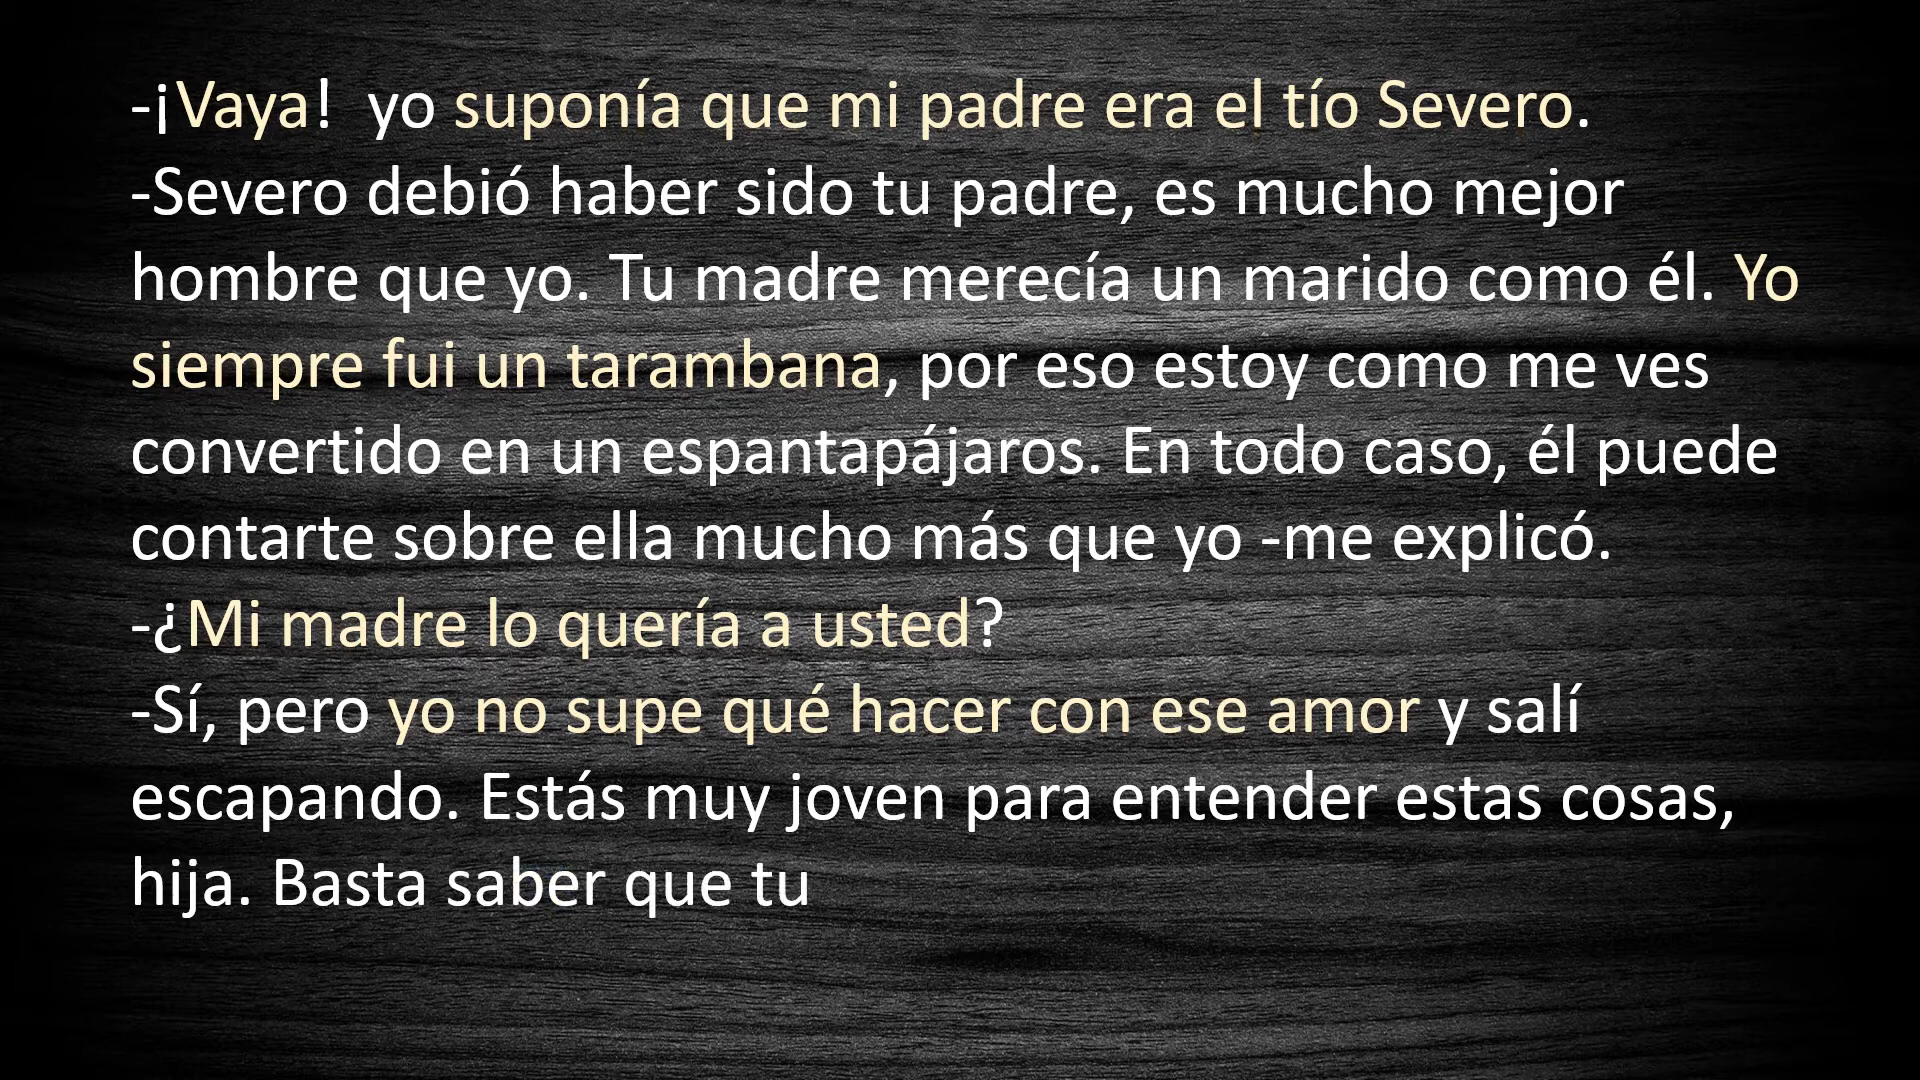 -¡Vaya!  yo suponía que mi padre era el tío Severo.
-Severo debió haber sido tu padre, es mucho mejor
hombre que yo. Tu madre merecía un marido como él. Yo
siempre fui un tarambana, por eso estoy como me ves
convertido en un espantapájaros. En todo caso, él puede
contarte sobre ella mucho más que yo -me explicó.
-¿Mi madre lo quería a usted?
-Sí, pero yo no supe qué hacer con ese amor y salí
escapando. Estás muy joven para entender estas cosas,
hija. Basta saber que tu